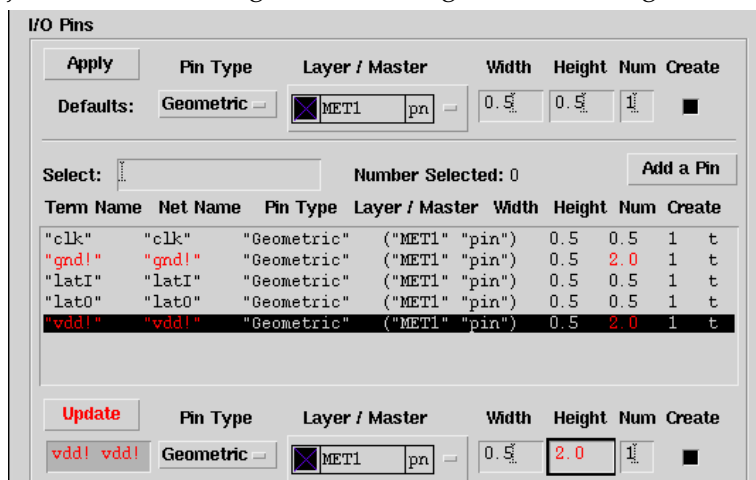 I/O Pins
Apply Pin Type Layer / Master Width Height Num Create
Defaults: Geometric MET1 pn 0.5 0.5 1
Select: Number Selected: 0 Add a Pin
Term Name Net Name Pin Type Layer / Master Width Height Num Create
"clk" "clk" "Geometric" ("MET1" "pin") 0.5 0.5 1 t
"gnd!" "gnd!" "Geometric" ("MET1" "pin") 0.5 2.0 1 t
"latI" "latI" "Geometric" ("MET1" "pin") 0.5 0.5 1 t
"latO" "latO" "Geometric" ("MET1" "pin") 0.5 0.5 1 t
"vdd!" "vdd!" "Geometric" ("MET1" "pin") 0.5 2.0 1 t
Update Pin Type Layer / Master Width Height Num Create
vdd! vdd! Geometric MET1 pn 0.5 2.0 1